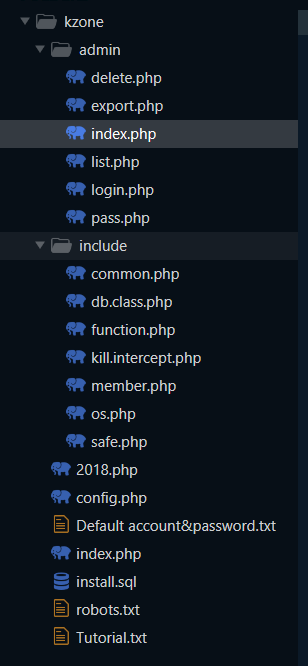 kzone
admin
delete.php
export.php
index.php
list.php
login.php
pass.php
include
common.php
db.class.php
function.php
kill.intercept.php
member.php
os.php
safe.php
2018.php
config.php
Default account&password.txt
index.php
install.sql
robots.txt
Tutorial.txt